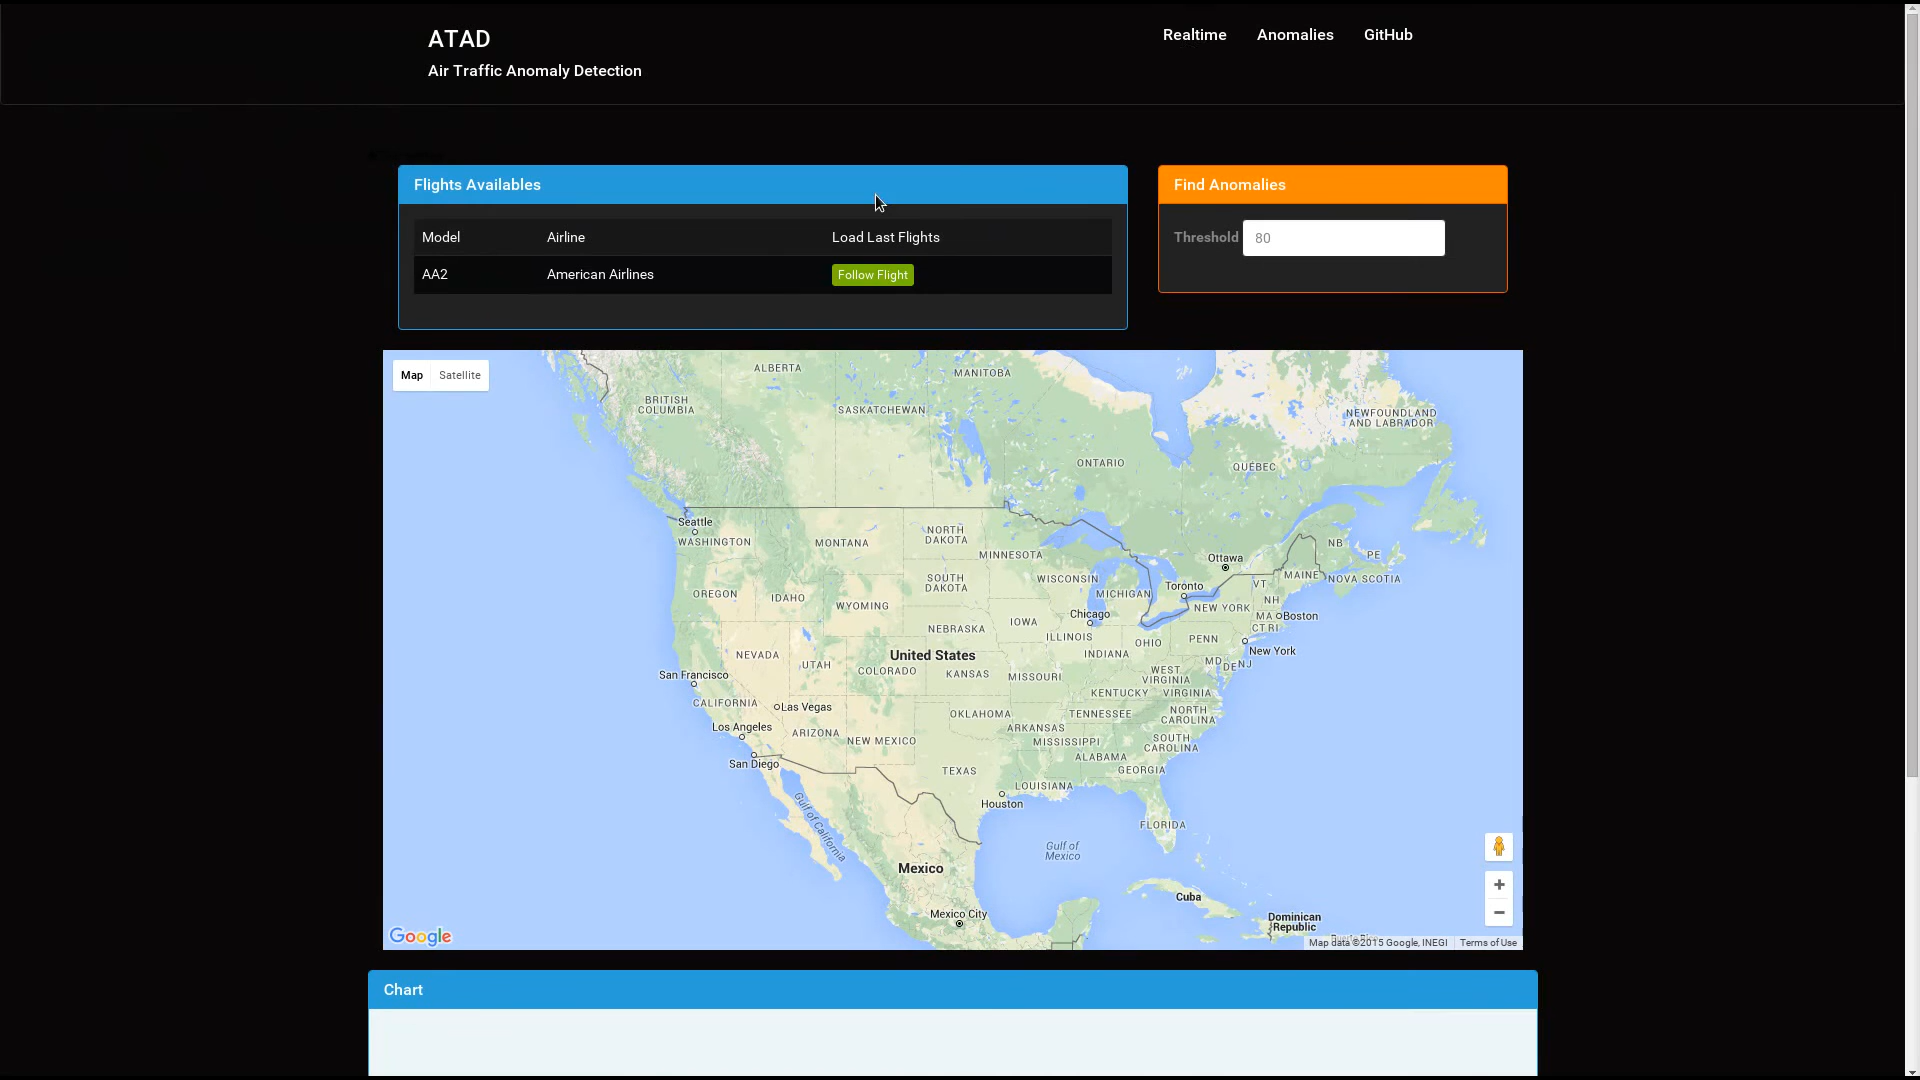 ATAD
Air Traffic Anomaly Detection
Realtime Anomalies GitHub
Flights Availables
Model Airline Load Last Flights
AA2 American Airlines Follow Flight
Find Anomalies
Threshold 80
Map Satellite
ALBERTA
MANITOBA
BRITISH
COLUMBIA
SASKATCHEWAN
NEWFOUNDLAND
AND LABRADOR
ONTARIO
QUÉBEC
Seattle
WASHINGTON
MONTANA
NORTH
DAKOTA
MINNESOTA
Ottawa
NB
PE
SOUTH
DAKOTA
WISCONSIN
MICHIGAN
Toronto
VT
MAINE
NOVA SCOTIA
OREGON
IDAHO
WYOMING
NEW YORK
NH
MA
Boston
Chicago
IOWA
NEBRASKA
ILLINOIS
INDIANA
OHIO
PENN
CT RI
New York
NEVADA
UTAH
United States
COLORADO
KANSAS
MISSOURI
WEST
VIRGINIA
MD
DE
NJ
San Francisco
CALIFORNIA
Las Vegas
KENTUCKY
VIRGINIA
Los Angeles
ARIZONA
NEW MEXICO
OKLAHOMA
ARKANSAS
TENNESSEE
NORTH
CAROLINA
MISSISSIPPI
SOUTH
CAROLINA
San Diego
TEXAS
ALABAMA
GEORGIA
LOUISIANA
Houston
Gulf of California
FLORIDA
Gulf of
Mexico
Mexico
Mexico City
Cuba
Dominican
Republic
Puerto Rico
Google
Map data ©2015 Google, INEGI Terms of Use
Chart